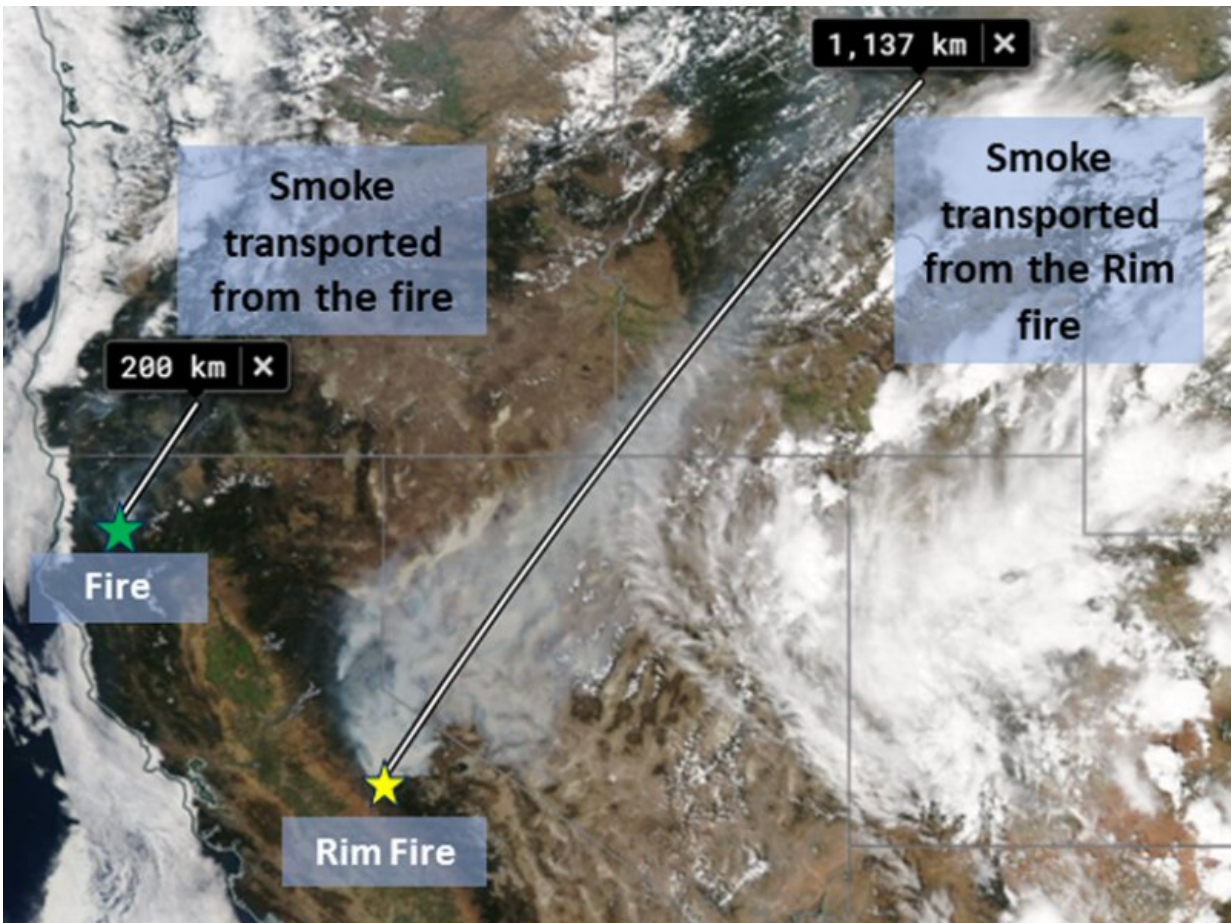 1,137 km ×
Smoke
transported
from the fire
Smoke
transported
from the Rim
fire
200 km ×
Fire
Rim Fire